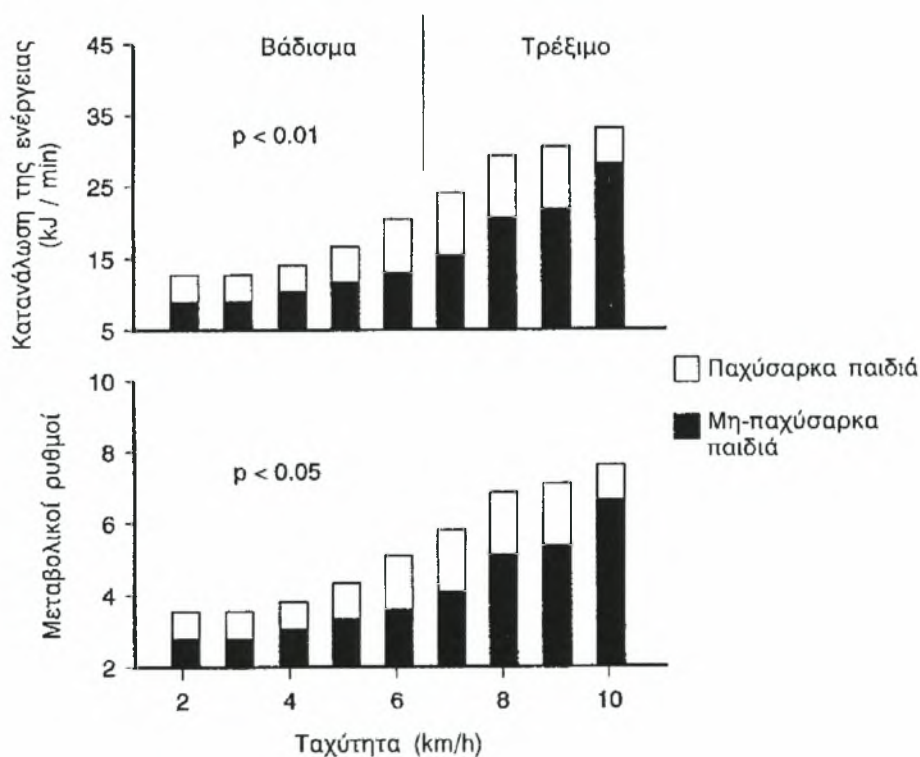 Βάδισμα
Τρέξιμο
Κατανάλωση της ενέργειας
(kJ / min)
45
35
25
15
5
p < 0.01
Παχύσαρκα παιδιά
Μη-παχύσαρκα
παιδιά
Μεταβολικοί ρυθμοί
10
8
6
4
2
p < 0.05
2 4 6 8 10
Ταχύτητα (km/h)